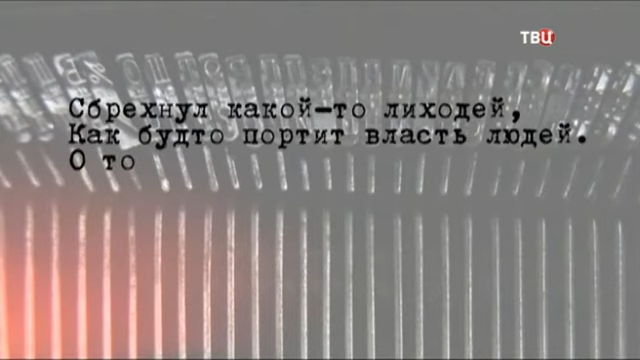 ТВЦ
Сбрехнул какой-то лиходей,
Как будто портит власть людей.
О то